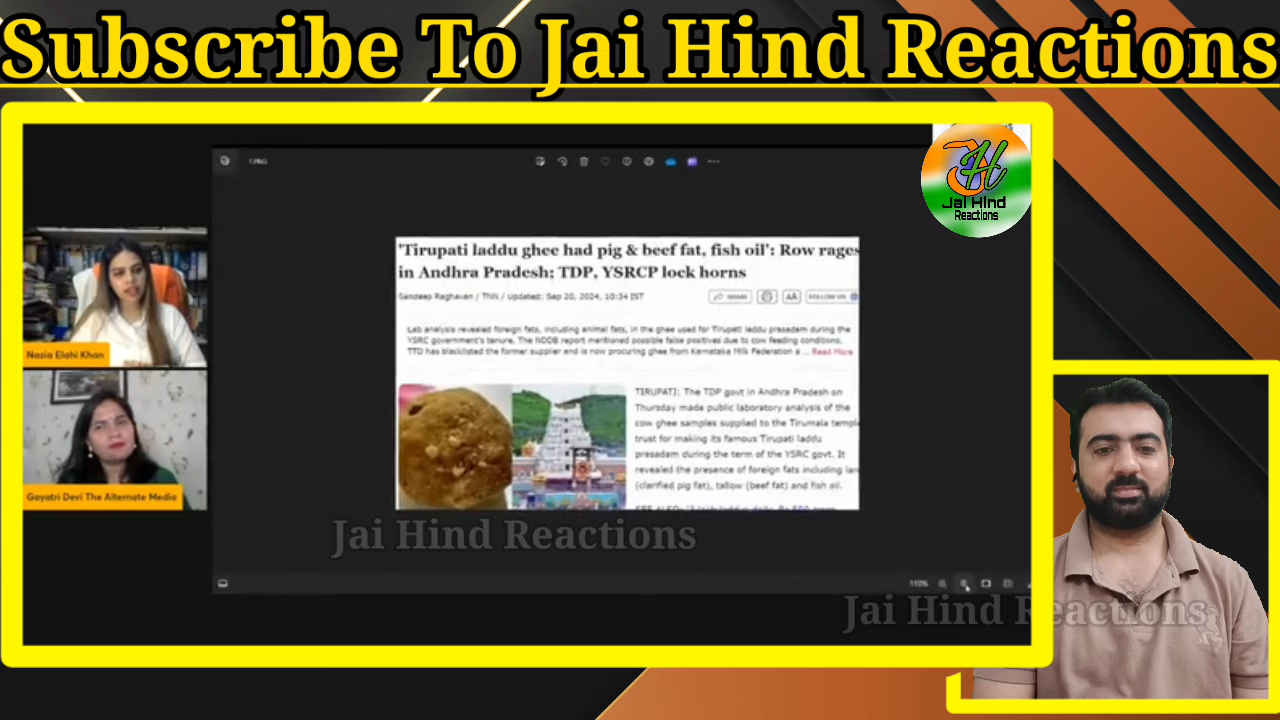 Subscribe To Jai Hind Reactions
Jai Hind
Reactions
'Tirupati laddu ghee had pig & beef fat, fish oil': Row rages
in Andhra Pradesh; TDP, YSRCP lock horns
Sandeep Raghavan / TNN / Updated: Sep 20, 2024, 10:34 IST
SHARE
AA
FOLLOW US
Lab analysis revealed foreign fats, including animal fats, in the ghee used for Tirupati laddu prasadam during the
YSRC government's tenure. The NDDB report mentioned possible false positives due to cow feeding conditions.
TTD has blacklisted the former supplier and is now procuring ghee from Karnataka Milk Federation a ... Read More
TIRUPATI: The TDP govt in Andhra Pradesh on
Thursday made public laboratory analysis of the
cow ghee samples supplied to the Tirumala temple
trust for making its famous Tirupati laddu
prasadam during the term of the YSRC govt. It
revealed the presence of foreign fats including lar
(clarified pig fat), tallow (beef fat) and fish oil.
Nazia Elahi Khan
Gayatri Devi The Alternate Media
Jai Hind Reactions
110%
Jai Hind Reactions